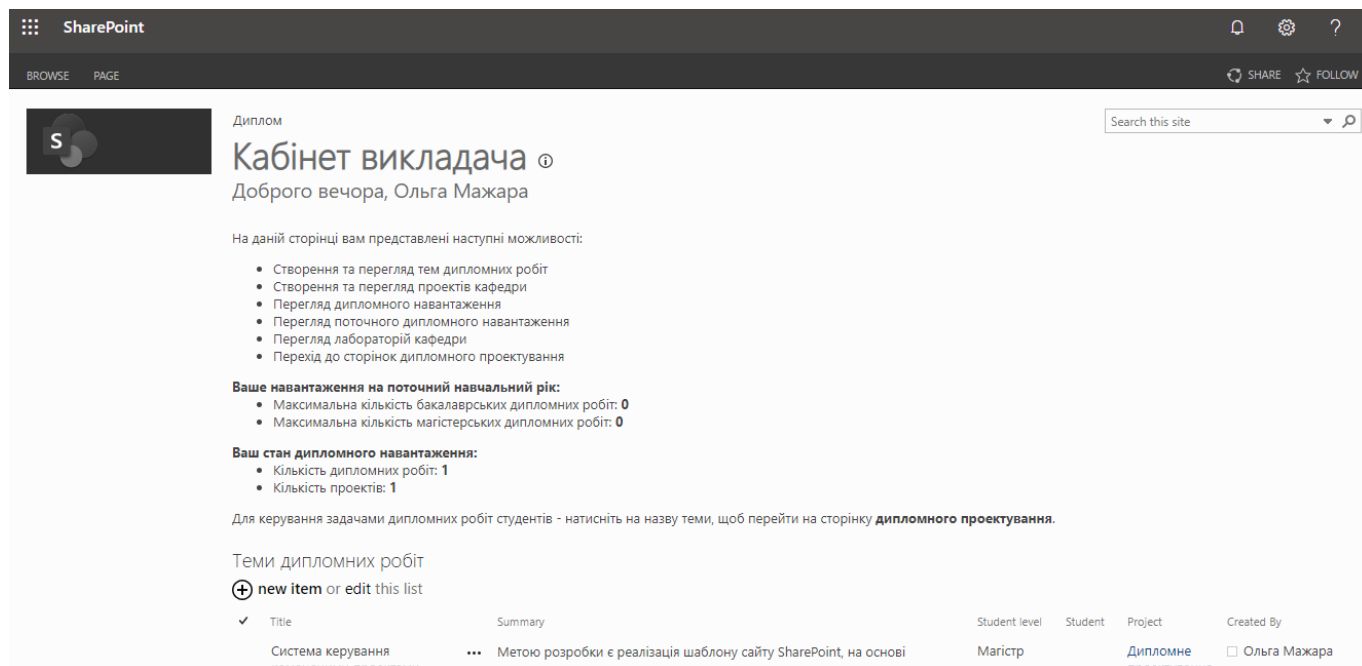 SharePoint
BROWSE PAGE
SHARE FOLLOW
S
Диплом
Search this site
Кабінет викладача
Доброго вечора, Ольга Мажара
На даній сторінці вам представлені наступні можливості:
• Створення та перегляд тем дипломних робіт
• Створення та перегляд проектів кафедри
• Перегляд дипломного навантаження
• Перегляд поточного дипломного навантаження
• Перегляд лабораторій кафедри
• Перехід до сторінок дипломного проектування
Ваше навантаження на поточний навчальний рік:
• Максимальна кількість бакалаврських дипломних робіт: 0
• Максимальна кількість магістерських дипломних робіт: 0
Ваш стан дипломного навантаження:
• Кількість дипломних робіт: 1
• Кількість проектів: 1
Для керування задачами дипломних робіт студентів - натисніть на назву теми, щоб перейти на сторінку дипломного проектування.
Теми дипломних робіт
new item or edit this list
Title Summary Student level Student Project Created By
Система керування ... Метою розробки є реалізація шаблону сайту SharePoint, на основі Магістр Дипломне Ольга Мажара